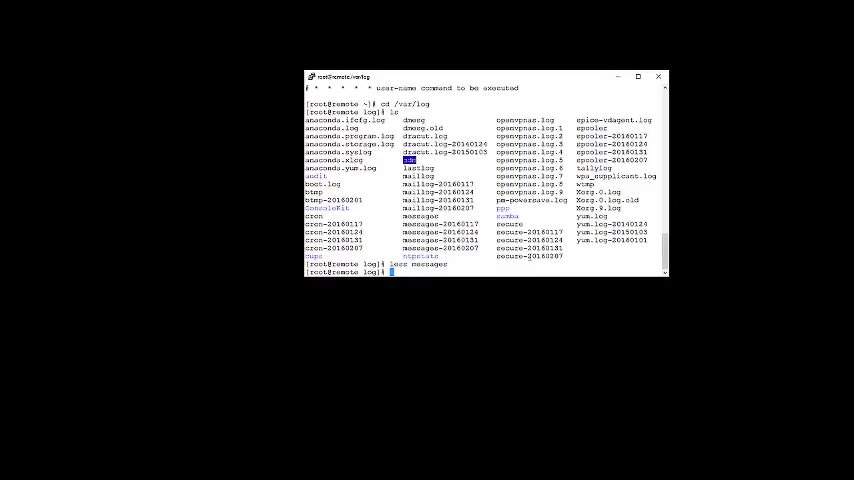 root@remote:/var/log
# * * * * * user-name command to be executed
[root@remote ~]# cd /var/log
[root@remote log]# ls
anaconda.ifcfg.log dmesg openvpnas.log spice-vdagent.log
anaconda.log dmesg.old openvpnas.log.1 spooler
anaconda.program.log dracut.log openvpnas.log.2 spooler-20160117
anaconda.storage.log dracut.log-20140124 openvpnas.log.3 spooler-20160124
anaconda.syslog dracut.log-20150103 openvpnas.log.4 spooler-20160131
anaconda.xlog gdm openvpnas.log.5 spooler-20160207
anaconda.yum.log lastlog openvpnas.log.6 tallylog
audit maillog openvpnas.log.7 wpa_supplicant.log
boot.log maillog-20160117 openvpnas.log.8 wtmp
btmp maillog-20160124 openvpnas.log.9 Xorg.0.log
btmp-20160201 maillog-20160131 pm-powersave.log Xorg.0.log.old
ConsoleKit maillog-20160207 ppp Xorg.9.log
cron messages samba yum.log
cron-20160117 messages-20160117 secure yum.log-20140124
cron-20160124 messages-20160124 secure-20160117 yum.log-20150103
cron-20160131 messages-20160131 secure-20160124 yum.log-20160101
cron-20160207 messages-20160207 secure-20160131
cups ntpstats secure-20160207
[root@remote log]# less messages
[root@remote log]#